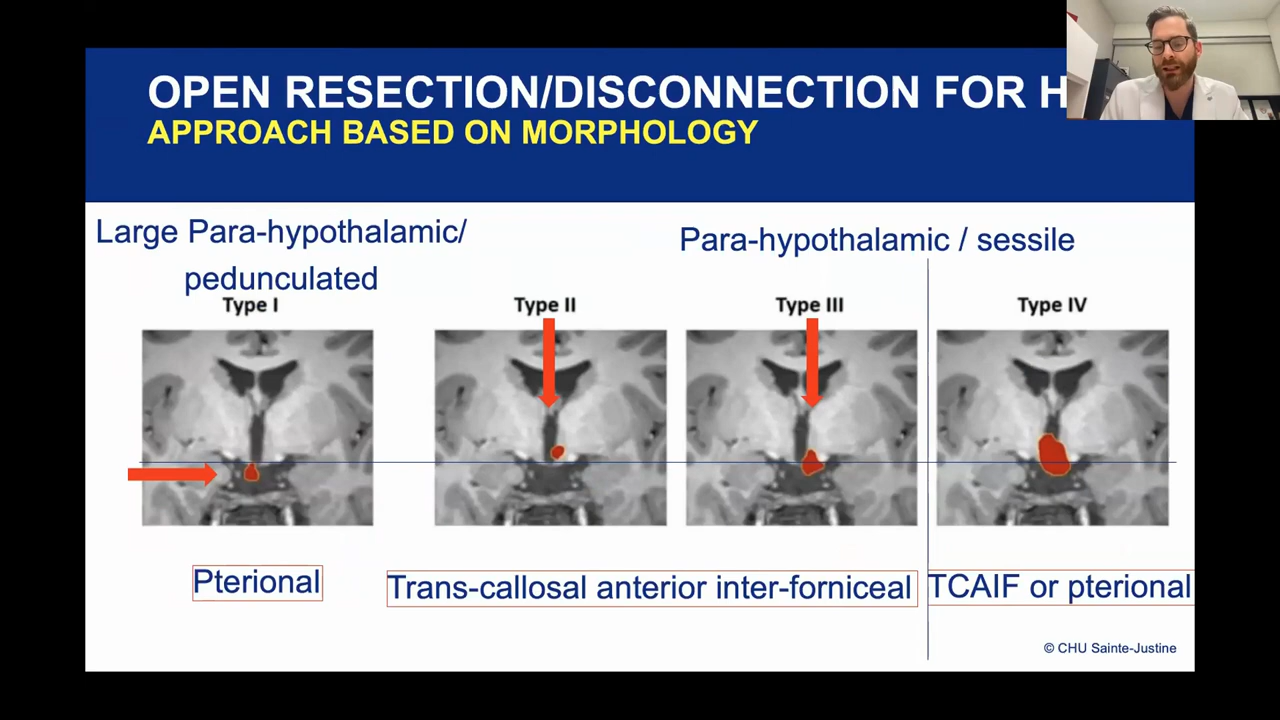 OPEN RESECTION/DISCONNECTION FOR H
APPROACH BASED ON MORPHOLOGY
Large Para-hypothalamic/
pedunculated
Para-hypothalamic / sessile
Type I
Type II
Type III
Type IV
Pterional
Trans-callosal anterior inter-forniceal
TCAIF or pterional
© CHU Sainte-Justine